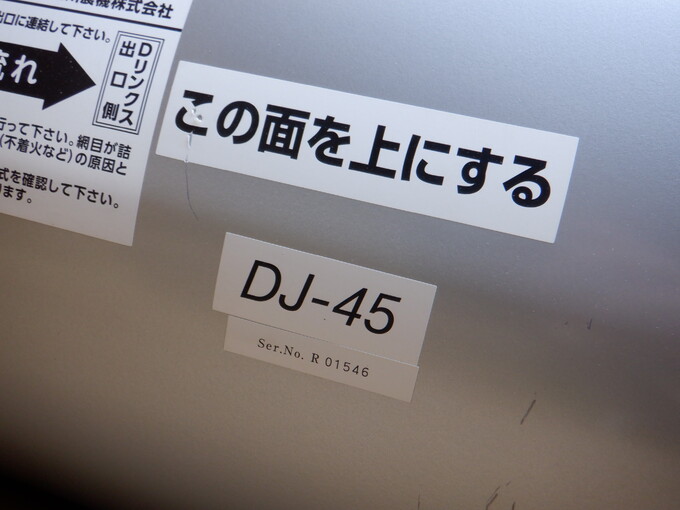 農機株式会社
出口に連結して下さい。
流れ
Dリンクス
出口側
行って下さい。網目が詰
(不着火など)の原因と
式を確認して下さい。
ます。
この面を上にする
DJ-45
Ser.No. R 01546